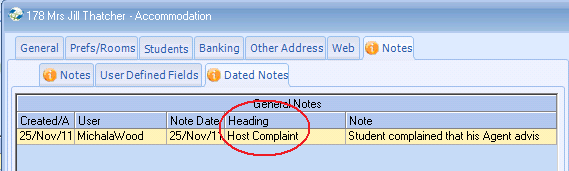 178 Mrs Jill Thatcher - Accommodation
General Prefs/Rooms Students Banking Other Address Web Notes
Notes User Defined Fields Dated Notes
General Notes
Created/A User Note Date Heading Note
25/Nov/11 MichalaWood 25/Nov/11 Host Complaint Student complained that his Agent advis